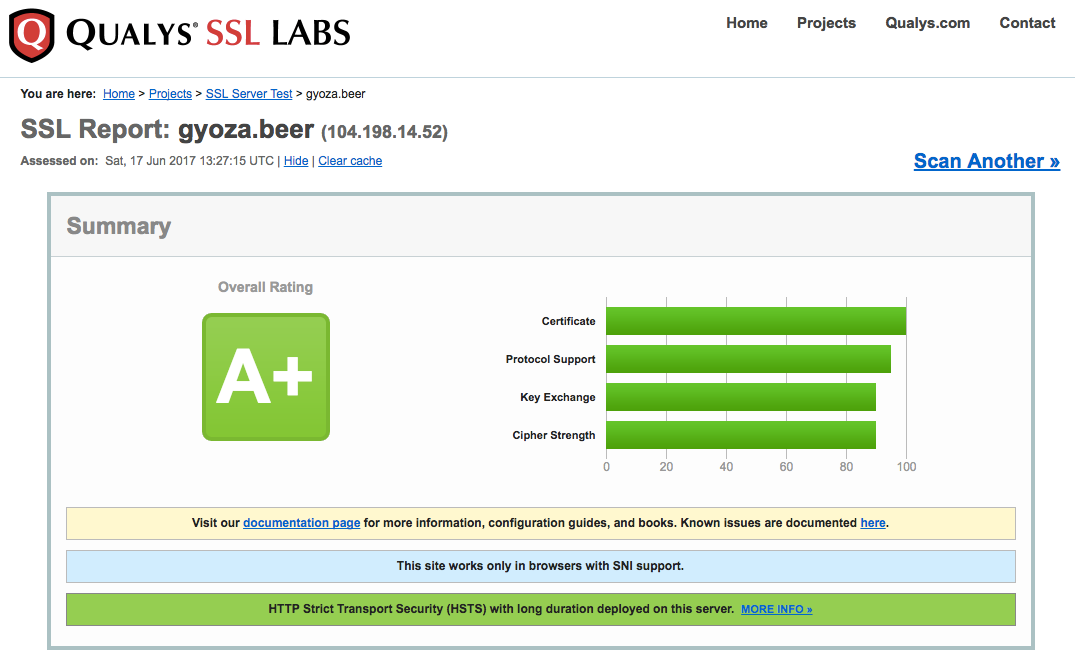 QUALYS® SSL LABS
Home Projects Qualys.com Contact
You are here: Home > Projects > SSL Server Test > gyoza.beer
SSL Report: gyoza.beer (104.198.14.52)
Assessed on: Sat, 17 Jun 2017 13:27:15 UTC | Hide | Clear cache
Scan Another »
Summary
Overall Rating
A+
Certificate
Protocol Support
Key Exchange
Cipher Strength
0 20 40 60 80 100
Visit our documentation page for more information, configuration guides, and books. Known issues are documented here.
This site works only in browsers with SNI support.
HTTP Strict Transport Security (HSTS) with long duration deployed on this server. MORE INFO »